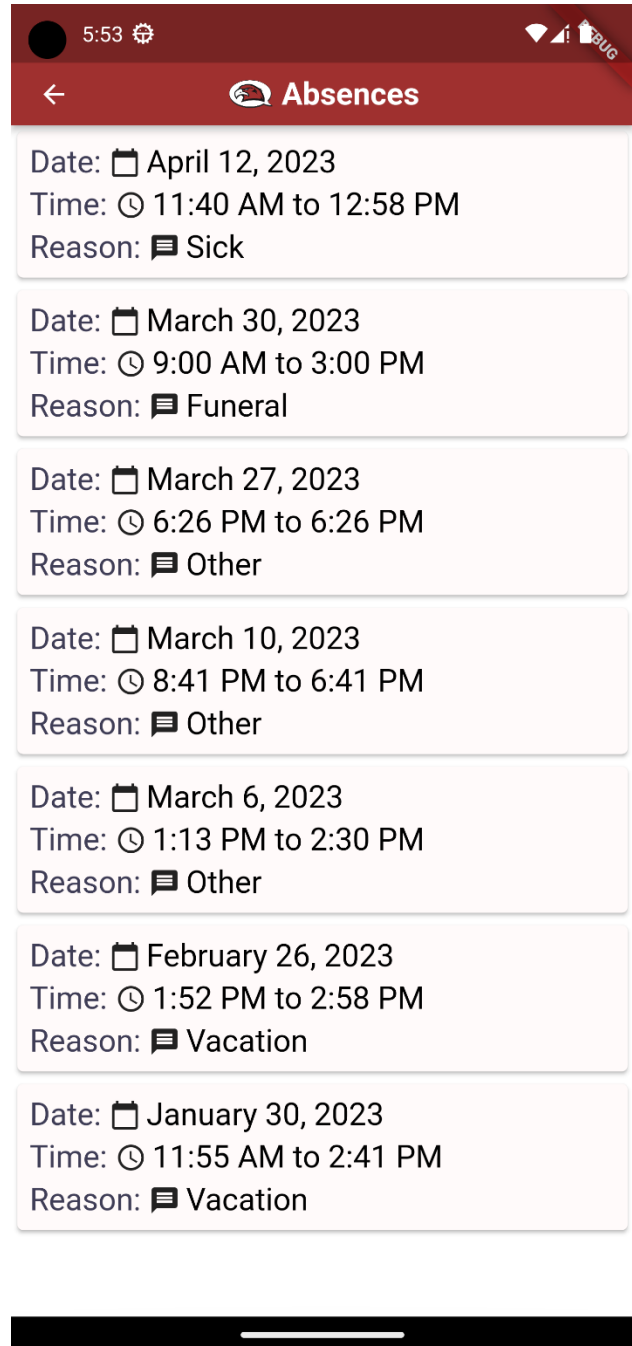 5:53
DEBUG
Absences
Date: April 12, 2023
Time: 11:40 AM to 12:58 PM
Reason: Sick
Date: March 30, 2023
Time: 9:00 AM to 3:00 PM
Reason: Funeral
Date: March 27, 2023
Time: 6:26 PM to 6:26 PM
Reason: Other
Date: March 10, 2023
Time: 8:41 PM to 6:41 PM
Reason: Other
Date: March 6, 2023
Time: 1:13 PM to 2:30 PM
Reason: Other
Date: February 26, 2023
Time: 1:52 PM to 2:58 PM
Reason: Vacation
Date: January 30, 2023
Time: 11:55 AM to 2:41 PM
Reason: Vacation